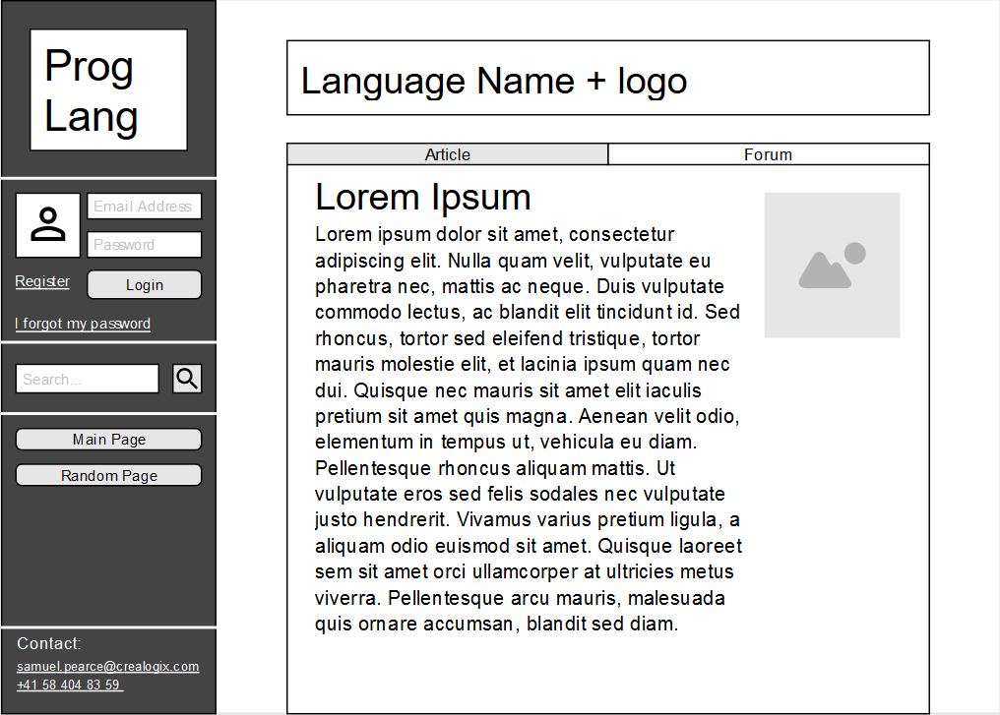 Prog
Lang
Email Address
Password
Register
Login
I forgot my password
Search...
Main Page
Random Page
Contact:
samuel.pearce@crealogix.com
+41 58 404 83 59
Language Name + logo
Article
Forum
Lorem Ipsum
Lorem ipsum dolor sit amet, consectetur
adipiscing elit. Nulla quam velit, vulputate eu
pharetra nec, mattis ac neque. Duis vulputate
commodo lectus, ac blandit elit tincidunt id. Sed
rhoncus, tortor sed eleifend tristique, tortor
mauris molestie elit, et lacinia ipsum quam nec
dui. Quisque nec mauris sit amet elit iaculis
pretium sit amet quis magna. Aenean velit odio,
elementum in tempus ut, vehicula eu diam.
Pellentesque rhoncus aliquam mattis. Ut
vulputate eros sed felis sodales nec vulputate
justo hendrerit. Vivamus varius pretium ligula, a
aliquam odio euismod sit amet. Quisque laoreet
sem sit amet orci ullamcorper at ultricies metus
viverra. Pellentesque arcu mauris, malesuada
quis ornare accumsan, blandit sed diam.